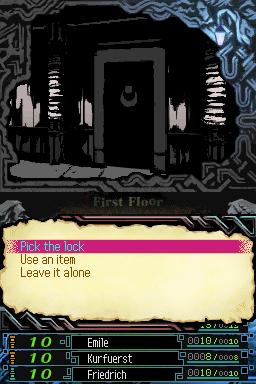 First Floor
Pick the lock
Use an item
Leave it alone
10 Emile 0010/0010
10 Kurfuerst 0008/0008
10 Friedrich 0010/0010